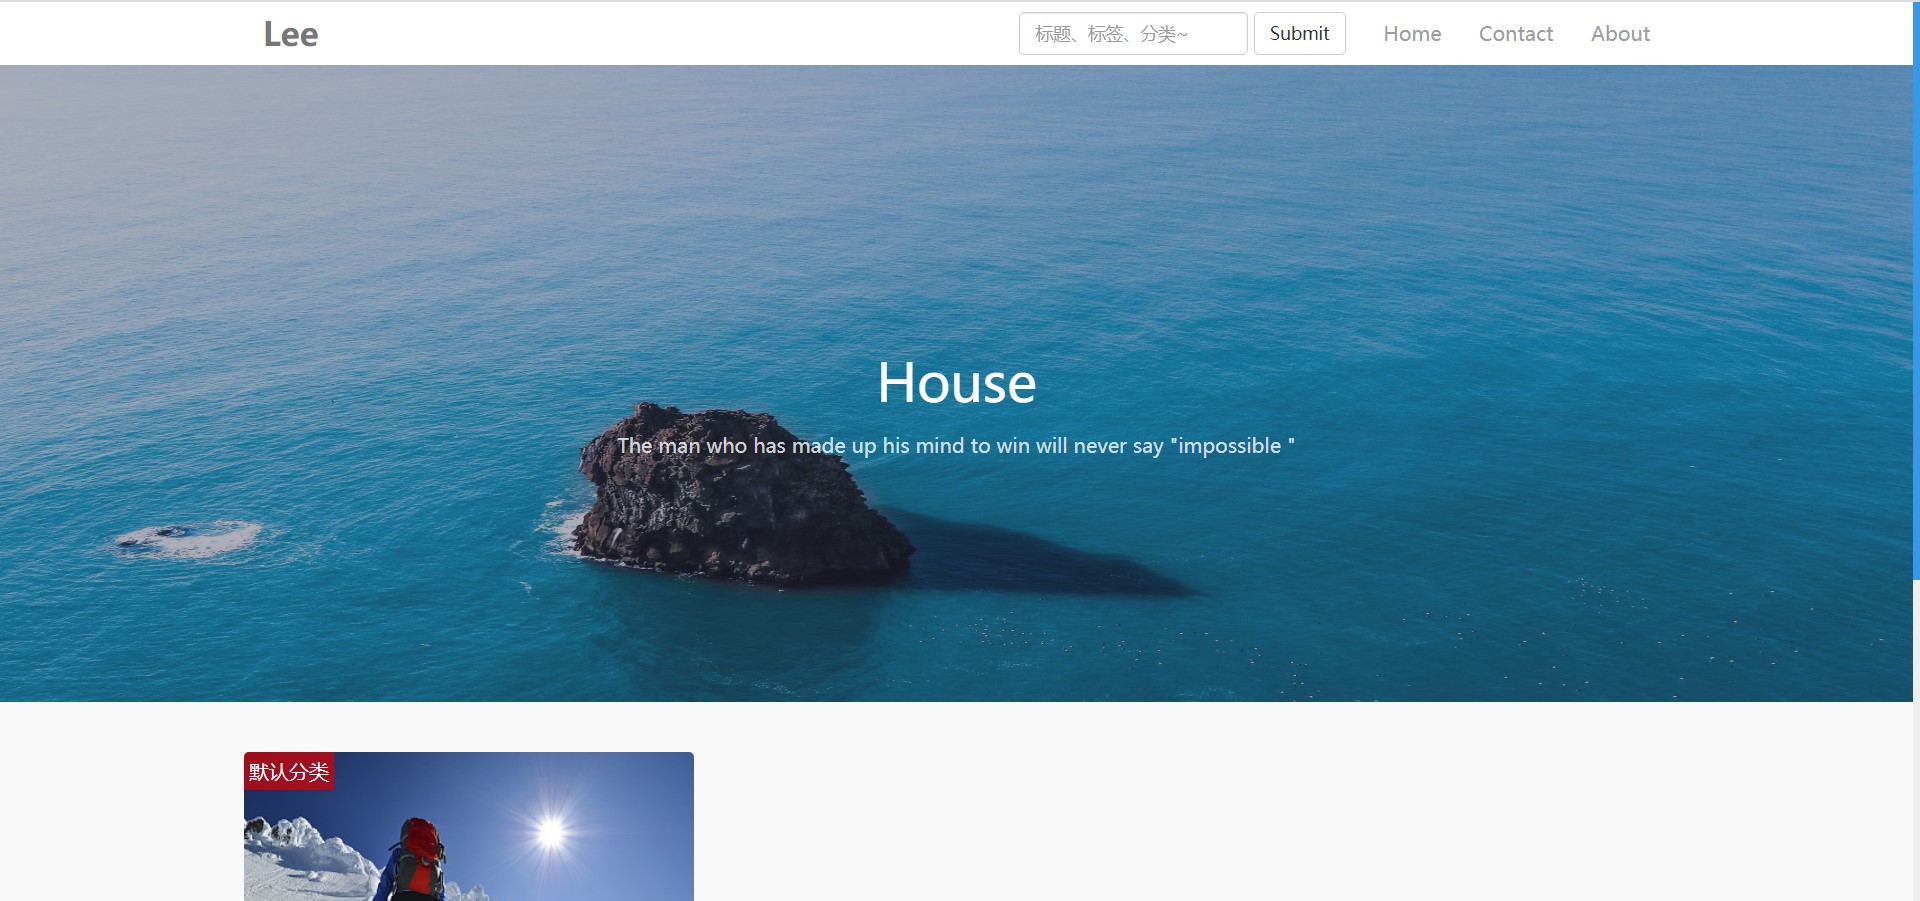 Lee
标题、标签、分类~ Submit Home Contact About
House
The man who has made up his mind to win will never say "impossible "
默认分类